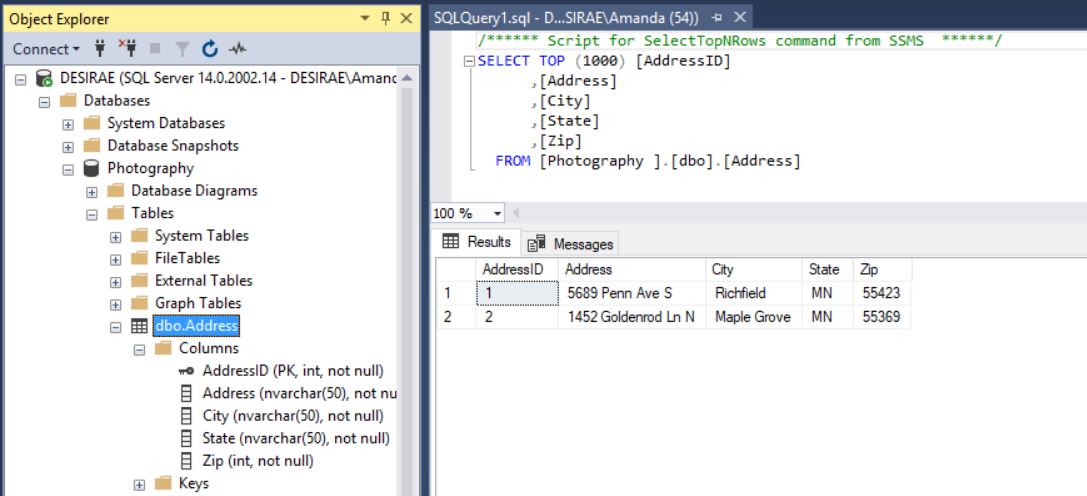 Object Explorer
Connect
DESIRAE (SQL Server 14.0.2002.14 - DESIRAE\Amanc
Databases
System Databases
Database Snapshots
Photography
Database Diagrams
Tables
System Tables
FileTables
External Tables
Graph Tables
dbo.Address
Columns
AddressID (PK, int, not null)
Address (nvarchar(50), not nu
City (nvarchar(50), not null)
State (nvarchar(50), not null)
Zip (int, not null)
Keys
SQLQuery1.sql - D...SIRAE\Amanda (54))
/****** Script for SelectTopNRows command from SSMS ******/
SELECT TOP (1000) [AddressID]
,[Address]
,[City]
,[State]
,[Zip]
FROM [Photography ].[dbo].[Address]
100 %
Results Messages
AddressID Address City State Zip
1 1 5689 Penn Ave S Richfield MN 55423
2 2 1452 Goldenrod Ln N Maple Grove MN 55369